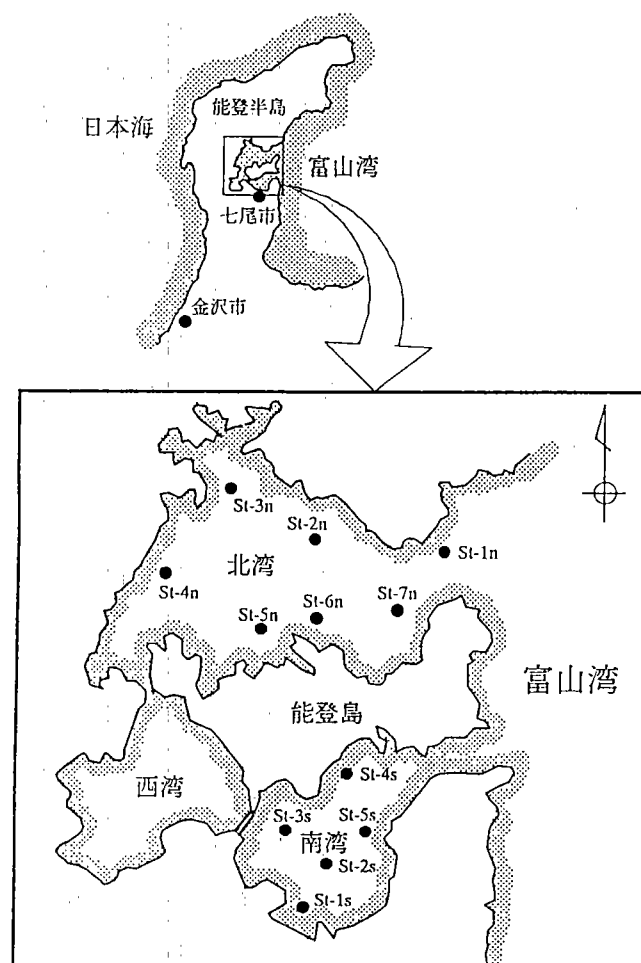 能登半島
日本海
富山湾
七尾市
金沢市
St-3n
St-2n
St-1n
北湾
St-4n
St-6n
St-7n
St-5n
富山湾
能登島
St-4s
西湾
St-3s
St-5s
南湾
St-2s
St-1s